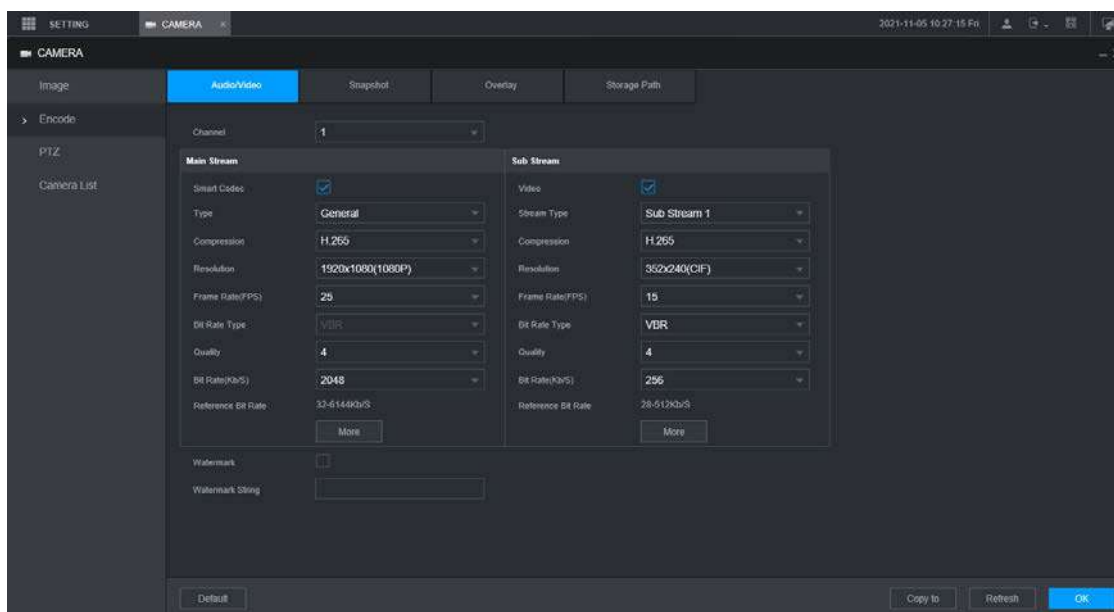 SETTING CAMERA × 2021-11-05 10:27:15 Fri
CAMERA
Image
Encode
PTZ
Camera List
Audio/Video Snapshot Overlay Storage Path
Channel 1
Main Stream Sub Stream
Smart Codec Video
Type General Stream Type Sub Stream 1
Compression H.265 Compression H.265
Resolution 1920x1080(1080P) Resolution 352x240(CIF)
Frame Rate(FPS) 25 Frame Rate(FPS) 15
Bit Rate Type VBR Bit Rate Type VBR
Quality 4 Quality 4
Bit Rate(Kb/S) 2048 Bit Rate(Kb/S) 256
Reference Bit Rate 32-6144Kb/S Reference Bit Rate 28-512Kb/S
More More
Watermark
Watermark String
Default Copy to Refresh OK